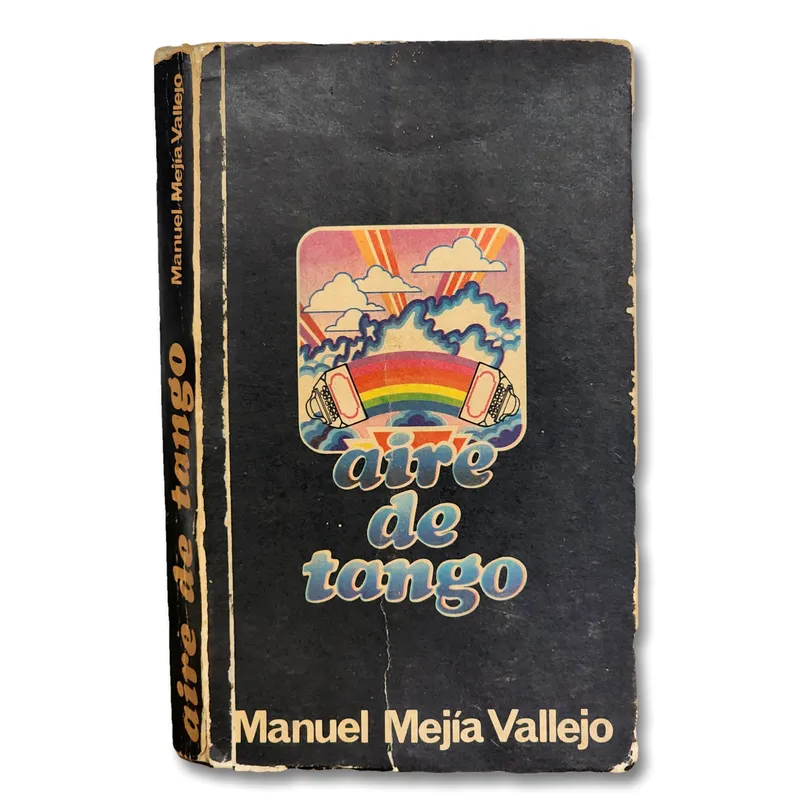 Manuel Mejía Vallejo
aire de tango
aire
de
tango
Manuel Mejía Vallejo